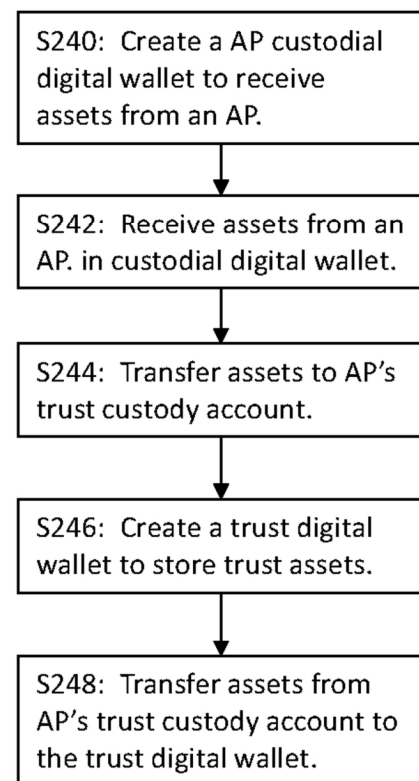 S240:  Create a AP custodial
digital wallet to receive
assets from an AP.
S242:  Receive assets from an
AP. in custodial digital wallet.
S244:  Transfer assets to AP's
trust custody account.
S246:  Create a trust digital
wallet to store trust assets.
S248:  Transfer assets from
AP's trust custody account to
the trust digital wallet.